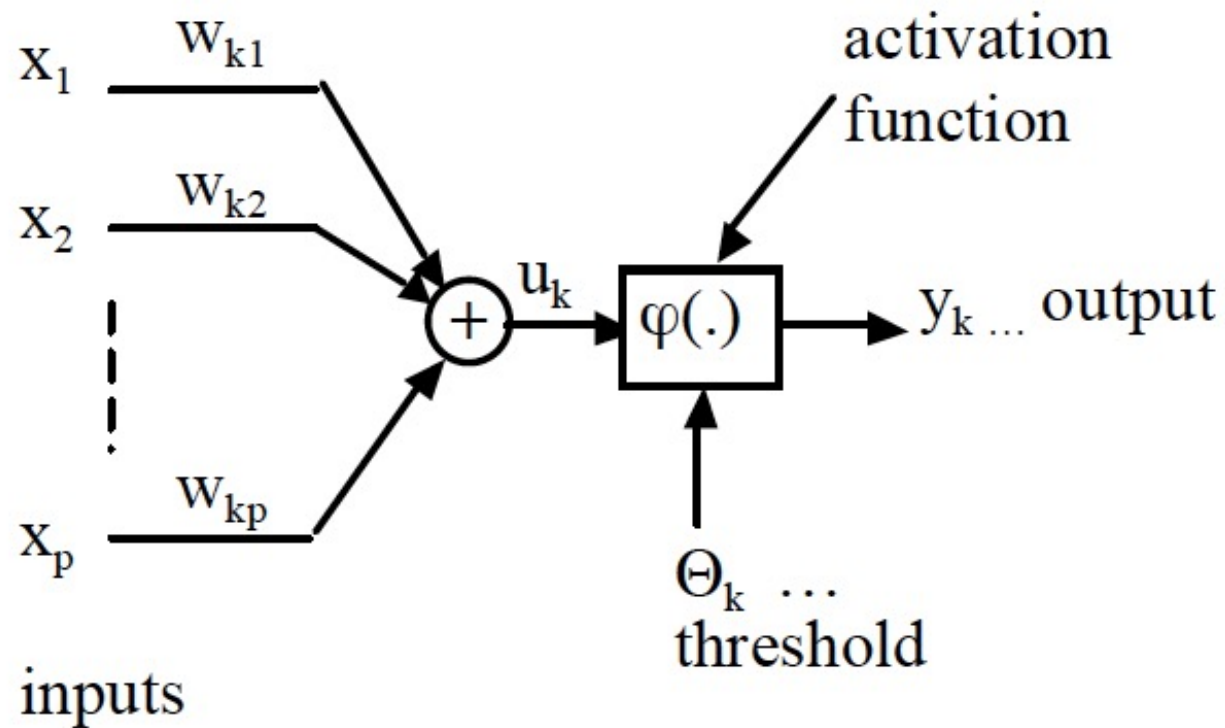 x₁
wₖ₁
activation
function
x₂
wₖ₂
+
uₖ
φ(.)
yₖ ... output
xₚ
wₖₚ
Θₖ ...
threshold
inputs